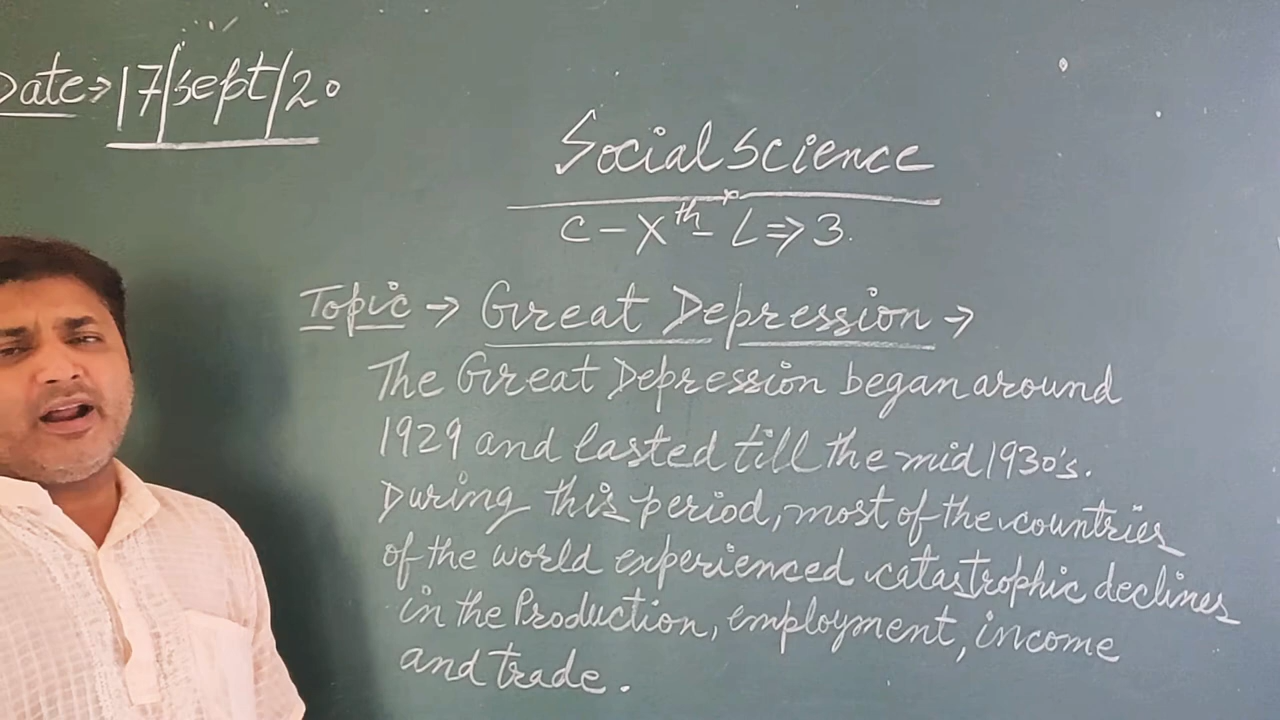 Date→ 17/sept/20
Social Science
C-Xth- L⇒3.
Topic → Great Depression →
The Great Depression began around
1929 and lasted till the mid 1930's.
During this period, most of the countries
of the world experienced catastrophic declines
in the Production, employment, income
and trade.